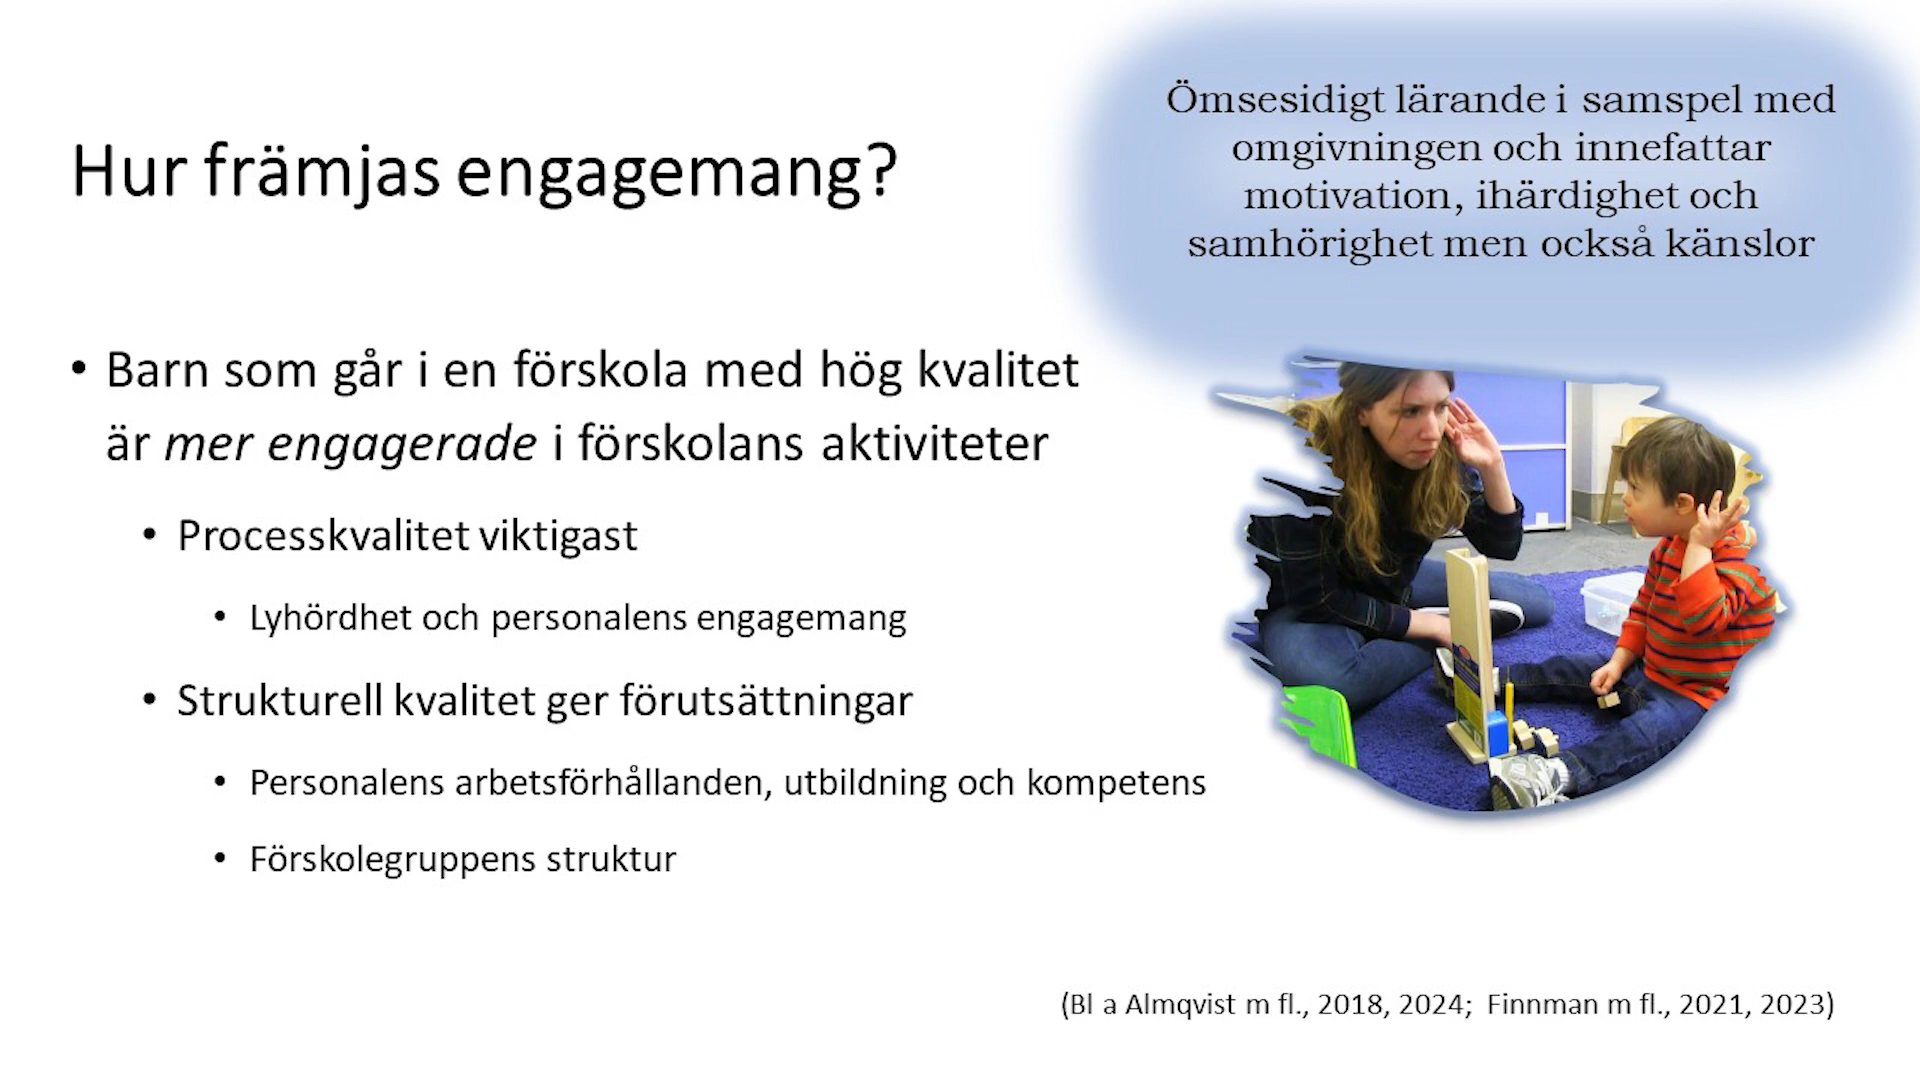 Hur främjas engagemang?
Ömsesidigt lärande i samspel med
omgivningen och innefattar
motivation, ihärdighet och
samhörighet men också känslor
• Barn som går i en förskola med hög kvalitet
är mer engagerade i förskolans aktiviteter
• Processkvalitet viktigast
• Lyhördhet och personalens engagemang
• Strukturell kvalitet ger förutsättningar
• Personalens arbetsförhållanden, utbildning och kompetens
• Förskolegruppens struktur
(Bl a Almqvist m fl., 2018, 2024; Finnman m fl., 2021, 2023)